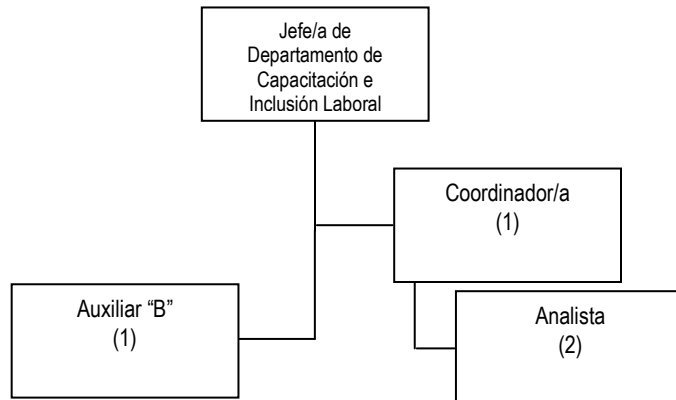 Jefe/a de
Departamento de
Capacitación e
Inclusión Laboral
Coordinador/a
(1)
Auxiliar “B”
(1)
Analista
(2)